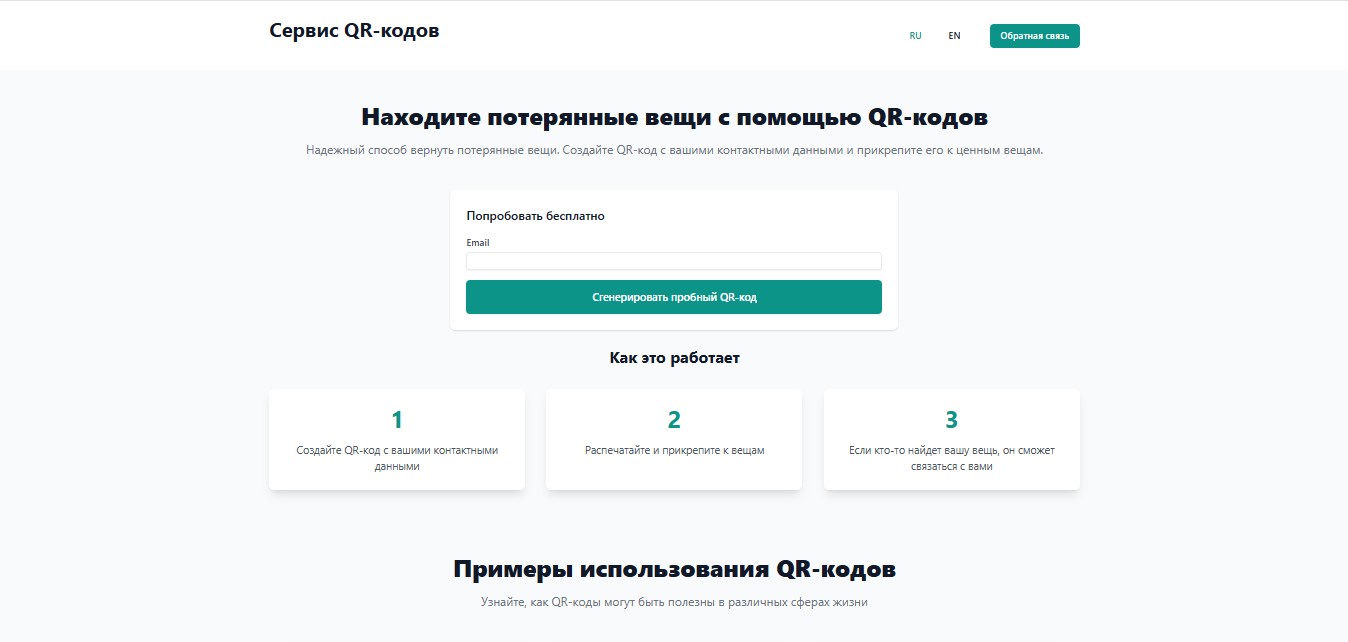 Сервис QR-кодов
RU
EN
Обратная связь
Находите потерянные вещи с помощью QR-кодов
Надежный способ вернуть потерянные вещи. Создайте QR-код с вашими контактными данными и прикрепите его к ценным вещам.
Попробовать бесплатно
Email
Сгенерировать пробный QR-код
Как это работает
1
Создайте QR-код с вашими контактными
данными
2
Распечатайте и прикрепите к вещам
3
Если кто-то найдет вашу вещь, он сможет
связаться с вами
Примеры использования QR-кодов
Узнайте, как QR-коды могут быть полезны в различных сферах жизни